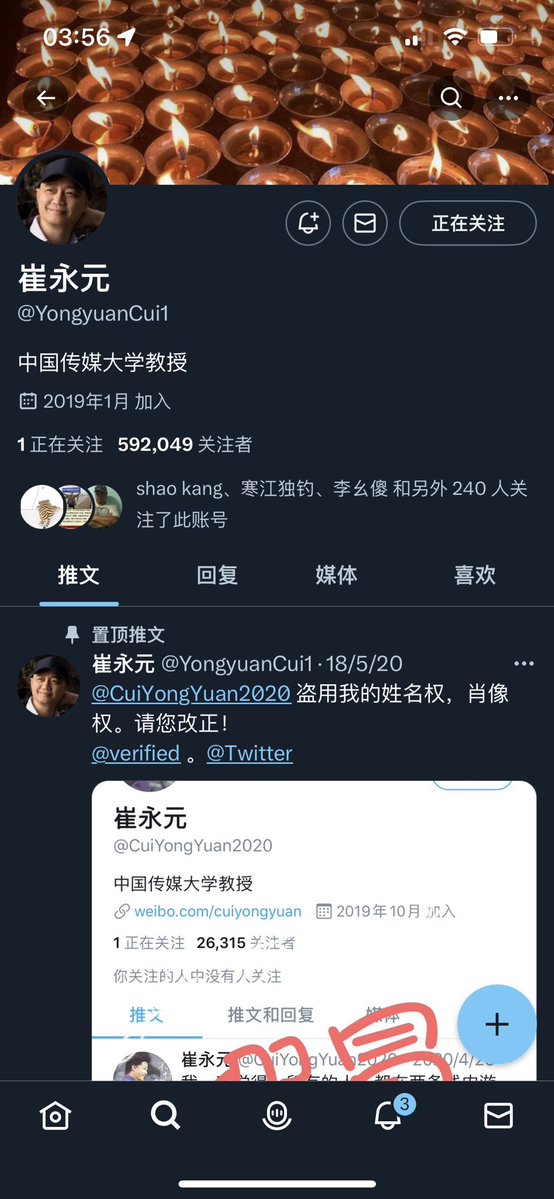 03:56
正在关注
崔永元
@YongyuanCui1
中国传媒大学教授
2019年1月 加入
1 正在关注 592,049 关注者
shao kang、寒江独钓、李幺傻 和另外 240 人关
注了此账号
推文 回复 媒体 喜欢
置顶推文
崔永元 @YongyuanCui1 · 18/5/20
@CuiYongYuan2020 盗用我的姓名权，肖像
权。请您改正！
@verified 。@Twitter
崔永元
@CuiYongYuan2020
中国传媒大学教授
weibo.com/cuiyongyuan 2019年10月 加入
1 正在关注 26,315 关注者
你关注的人中没有人关注
推文 推文和回复 媒体
崔永元 @CuiYongYuan2020
3